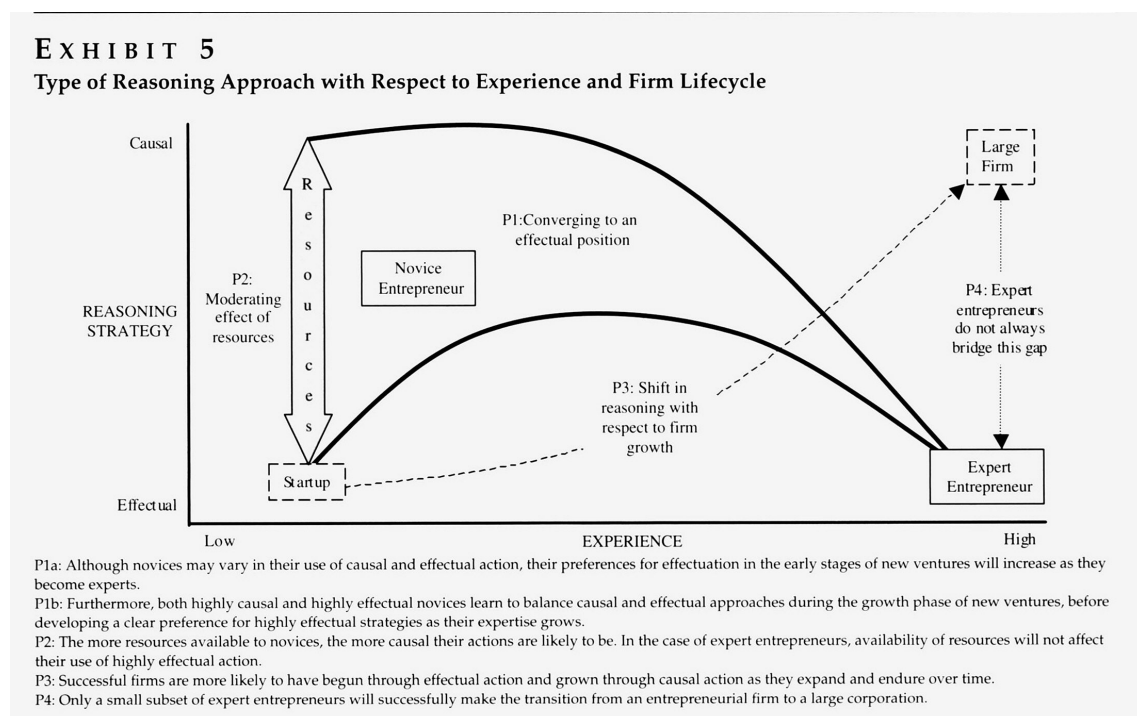 EXHIBIT 5
Type of Reasoning Approach with Respect to Experience and Firm Lifecycle
Causal
Large
Firm
Resources
P1:Converging to an
effectual position
Novice
Entrepreneur
P2:
Moderating
effect of
resources
REASONING
STRATEGY
P4: Expert
entrepreneurs
do not always
bridge this gap
P3: Shift in
reasoning with
respect to firm
growth
Startup
Expert
Entrepreneur
Effectual
Low
EXPERIENCE
High
P1a: Although novices may vary in their use of causal and effectual action, their preferences for effectuation in the early stages of new ventures will increase as they
become experts.
P1b: Furthermore, both highly causal and highly effectual novices learn to balance causal and effectual approaches during the growth phase of new ventures, before
developing a clear preference for highly effectual strategies as their expertise grows.
P2: The more resources available to novices, the more causal their actions are likely to be. In the case of expert entrepreneurs, availability of resources will not affect
their use of highly effectual action.
P3: Successful firms are more likely to have begun through effectual action and grown through causal action as they expand and endure over time.
P4: Only a small subset of expert entrepreneurs will successfully make the transition from an entrepreneurial firm to a large corporation.